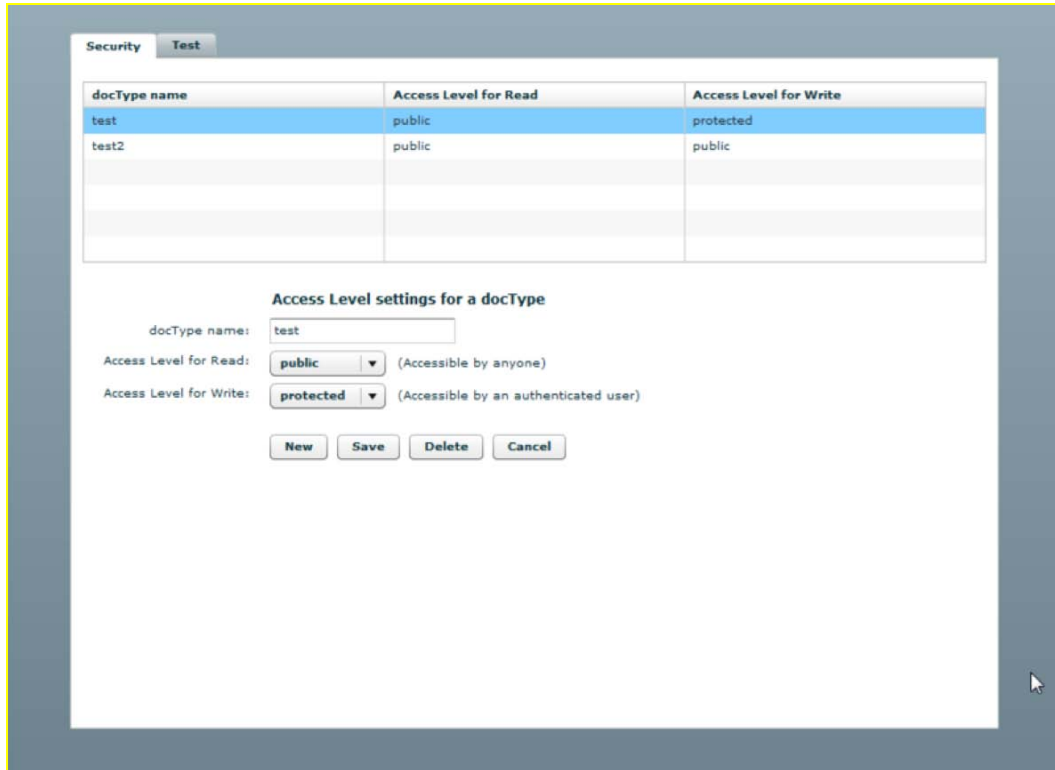 Security Test
docType name Access Level for Read Access Level for Write
test public protected
test2 public public
Access Level settings for a docType
docType name: test
Access Level for Read: public (Accessible by anyone)
Access Level for Write: protected (Accessible by an authenticated user)
New Save Delete Cancel